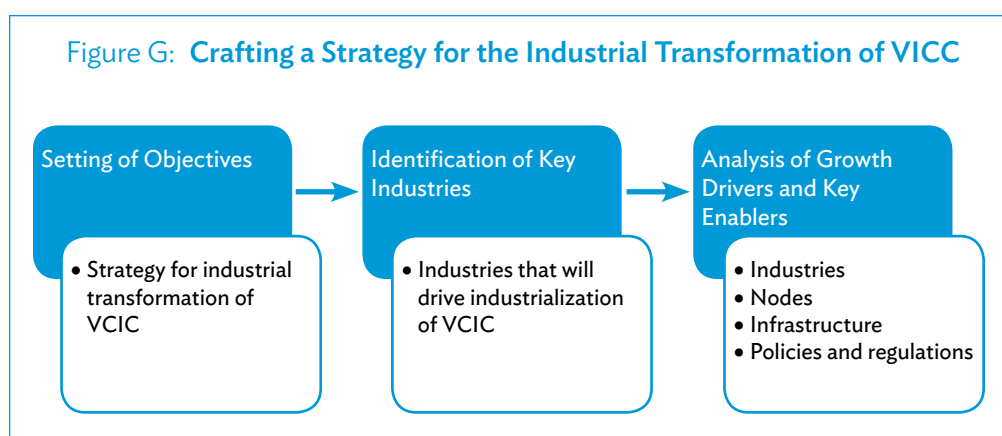 Figure G: Crafting a Strategy for the Industrial Transformation of VICC
Setting of Objectives
• Strategy for industrial
transformation of
VCIC
Identification of Key
Industries
• Industries that will
drive industrialization
of VCIC
Analysis of Growth
Drivers and Key
Enablers
• Industries
• Nodes
• Infrastructure
• Policies and regulations